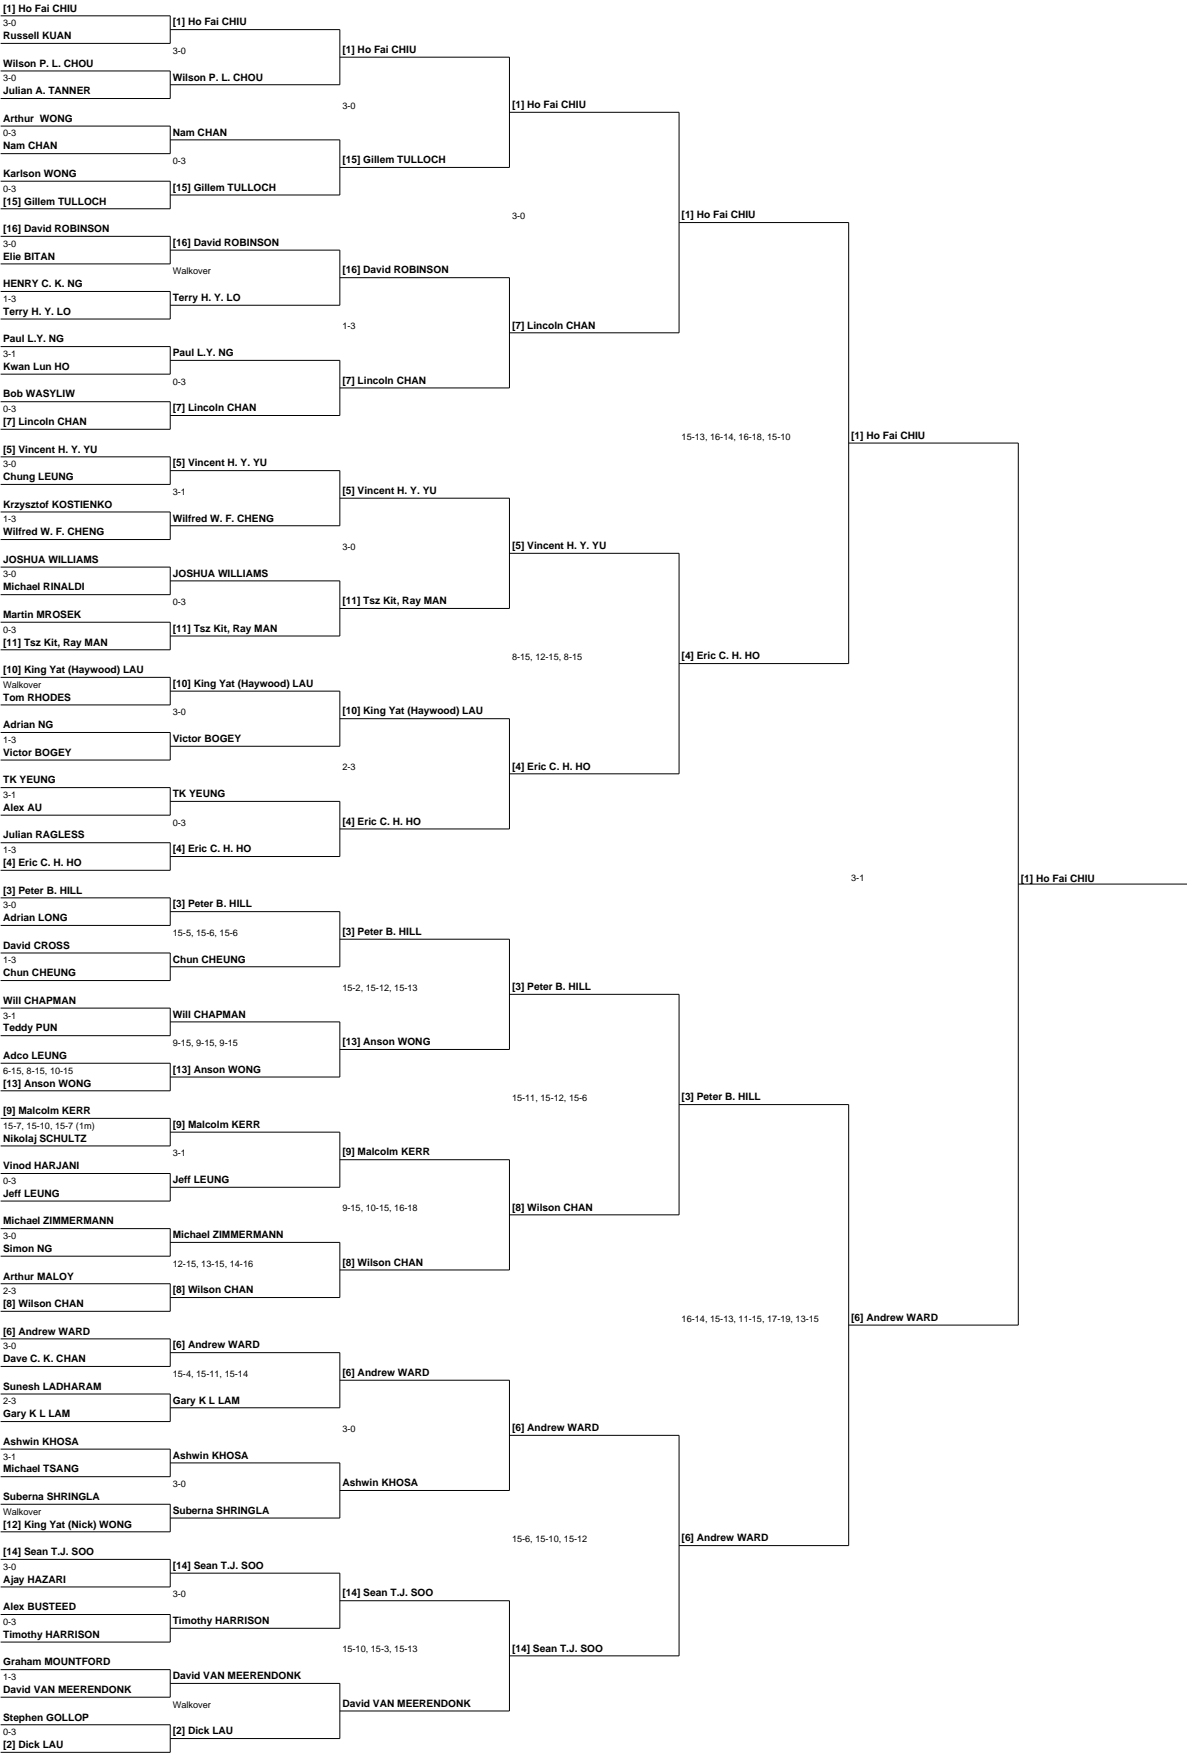 [1] Ho Fai CHIU
3-0
Russell KUAN
Wilson P. L. CHOU
3-0
Julian A. TANNER
Arthur  WONG
0-3
Nam CHAN
Karlson WONG
0-3
[15] Gillem TULLOCH
[16] David ROBINSON
3-0
Elie BITAN
HENRY C. K. NG
1-3
Terry H. Y. LO
Paul L.Y. NG
3-1
Kwan Lun HO
Bob WASYLIW
0-3
[7] Lincoln CHAN
[5] Vincent H. Y. YU
3-0
Chung LEUNG
Krzysztof KOSTIENKO
1-3
Wilfred W. F. CHENG
JOSHUA WILLIAMS
3-0
Michael RINALDI
Martin MROSEK
0-3
[11] Tsz Kit, Ray MAN
[10] King Yat (Haywood) LAU
Walkover
Tom RHODES
Adrian NG
1-3
Victor BOGEY
TK YEUNG
3-1
Alex AU
Julian RAGLESS
1-3
[4] Eric C. H. HO
[3] Peter B. HILL
3-0
Adrian LONG
David CROSS
1-3
Chun CHEUNG
Will CHAPMAN
3-1
Teddy PUN
Adco LEUNG
6-15, 8-15, 10-15
[13] Anson WONG
[9] Malcolm KERR
15-7, 15-10, 15-7 (1m)
Nikolaj SCHULTZ
Vinod HARJANI
0-3
Jeff LEUNG
Michael ZIMMERMANN
3-0
Simon NG
Arthur MALOY
2-3
[8] Wilson CHAN
[6] Andrew WARD
3-0
Dave C. K. CHAN
Sunesh LADHARAM
2-3
Gary K L LAM
Ashwin KHOSA
3-1
Michael TSANG
Suberna SHRINGLA
Walkover
[12] King Yat (Nick) WONG
[14] Sean T.J. SOO
3-0
Ajay HAZARI
Alex BUSTEED
0-3
Timothy HARRISON
Graham MOUNTFORD
1-3
David VAN MEERENDONK
Stephen GOLLOP
0-3
[2] Dick LAU
[1] Ho Fai CHIU
3-0
Wilson P. L. CHOU
Nam CHAN
0-3
[15] Gillem TULLOCH
[16] David ROBINSON
Walkover
Terry H. Y. LO
Paul L.Y. NG
0-3
[7] Lincoln CHAN
[5] Vincent H. Y. YU
3-1
Wilfred W. F. CHENG
JOSHUA WILLIAMS
0-3
[11] Tsz Kit, Ray MAN
[10] King Yat (Haywood) LAU
3-0
Victor BOGEY
TK YEUNG
0-3
[4] Eric C. H. HO
[3] Peter B. HILL
15-5, 15-6, 15-6
Chun CHEUNG
Will CHAPMAN
9-15, 9-15, 9-15
[13] Anson WONG
[9] Malcolm KERR
3-1
Jeff LEUNG
Michael ZIMMERMANN
12-15, 13-15, 14-16
[8] Wilson CHAN
[6] Andrew WARD
15-4, 15-11, 15-14
Gary K L LAM
Ashwin KHOSA
3-0
Suberna SHRINGLA
[14] Sean T.J. SOO
3-0
Timothy HARRISON
David VAN MEERENDONK
Walkover
[2] Dick LAU
[1] Ho Fai CHIU
3-0
[15] Gillem TULLOCH
[16] David ROBINSON
1-3
[7] Lincoln CHAN
[5] Vincent H. Y. YU
3-0
[11] Tsz Kit, Ray MAN
[10] King Yat (Haywood) LAU
2-3
[4] Eric C. H. HO
[3] Peter B. HILL
15-2, 15-12, 15-13
[13] Anson WONG
[9] Malcolm KERR
9-15, 10-15, 16-18
[8] Wilson CHAN
[6] Andrew WARD
3-0
Ashwin KHOSA
[14] Sean T.J. SOO
15-10, 15-3, 15-13
David VAN MEERENDONK
[1] Ho Fai CHIU
3-0
[7] Lincoln CHAN
[5] Vincent H. Y. YU
8-15, 12-15, 8-15
[4] Eric C. H. HO
[3] Peter B. HILL
15-11, 15-12, 15-6
[8] Wilson CHAN
[6] Andrew WARD
15-6, 15-10, 15-12
[14] Sean T.J. SOO
[1] Ho Fai CHIU
15-13, 16-14, 16-18, 15-10
[4] Eric C. H. HO
[3] Peter B. HILL
16-14, 15-13, 11-15, 17-19, 13-15
[6] Andrew WARD
[1] Ho Fai CHIU
3-1
[6] Andrew WARD
[1] Ho Fai CHIU